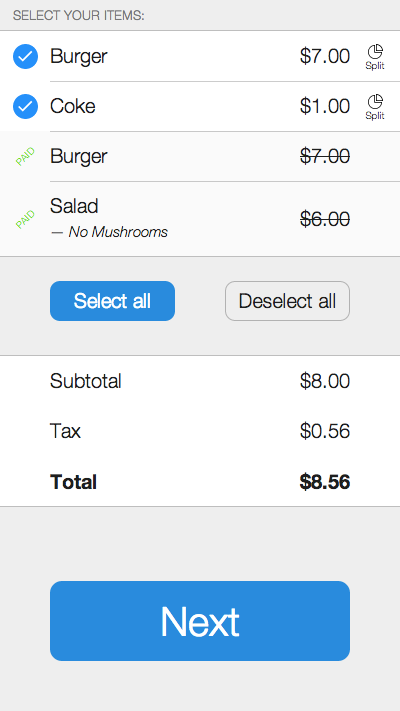 SELECT YOUR ITEMS:
Burger $7.00 Split
Coke $1.00 Split
PAID Burger $7.00
PAID Salad $6.00
— No Mushrooms
Select all Deselect all
Subtotal $8.00
Tax $0.56
Total $8.56
Next